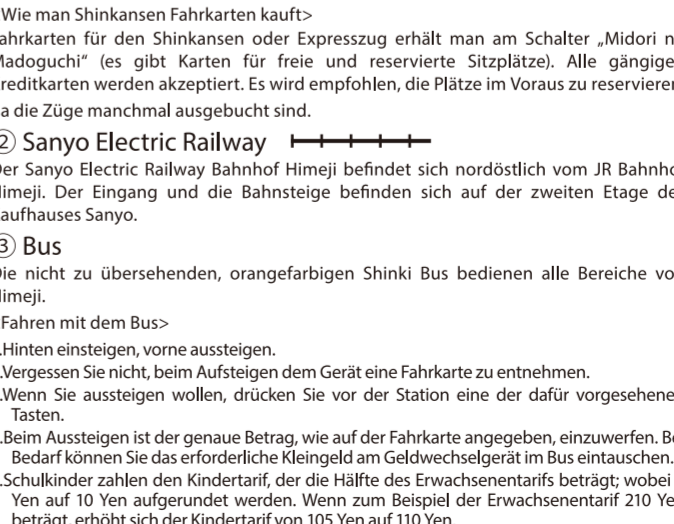 Wie man Shinkansen Fahrkarten kauft>
ahrkarten für den Shinkansen oder Expresszug erhält man am Schalter „Midori n
Madoguchi“ (es gibt Karten für freie und reservierte Sitzplätze). Alle gängige
reditkarten werden akzeptiert. Es wird empfohlen, die Plätze im Voraus zu reserviere
a die Züge manchmal ausgebucht sind.
② Sanyo Electric Railway
Der Sanyo Electric Railway Bahnhof Himeji befindet sich nordöstlich vom JR Bahnho
Himeji. Der Eingang und die Bahnsteige befinden sich auf der zweiten Etage de
aufhauses Sanyo.
③ Bus
Die nicht zu übersehenden, orangefarbigen Shinki Bus bedienen alle Bereiche vo
Himeji.
Fahren mit dem Bus>
.Hinten einsteigen, vorne aussteigen.
.Vergessen Sie nicht, beim Aufsteigen dem Gerät eine Fahrkarte zu entnehmen.
.Wenn Sie aussteigen wollen, drücken Sie vor der Station eine der dafür vorgesehene
Tasten.
.Beim Aussteigen ist der genaue Betrag, wie auf der Fahrkarte angegeben, einzuwerfen. Be
Bedarf können Sie das erforderliche Kleingeld am Geldwechselgerät im Bus eintauschen.
.Schulkinder zahlen den Kindertarif, der die Hälfte des Erwachsenentarifs beträgt; wobei
Yen auf 10 Yen aufgerundet werden. Wenn zum Beispiel der Erwachsenentarif 210 Ye
beträgt, erhöht sich der Kindertarif von 105 Yen auf 110 Yen.